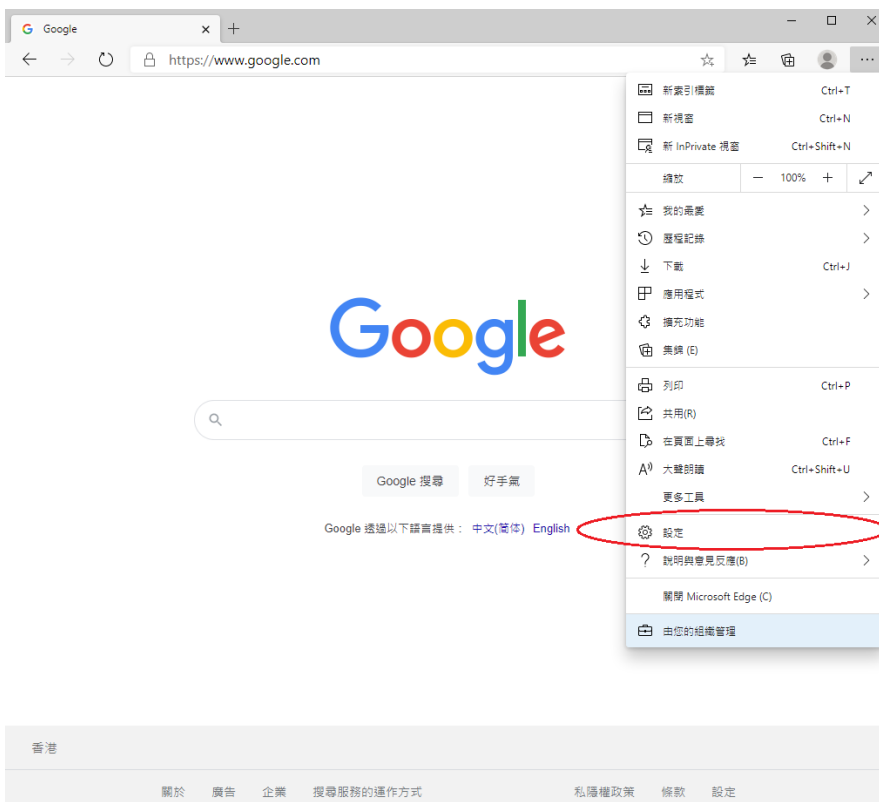 Google
https://www.google.com
新索引標籤 Ctrl+T
新視窗 Ctrl+N
新 InPrivate 視窗 Ctrl+Shift+N
縮放 − 100% +
我的最愛
歷程記錄
下載 Ctrl+J
應用程式
擴充功能
集錦 (E)
列印 Ctrl+P
共用(R)
在頁面上尋找 Ctrl+F
大聲朗讀 Ctrl+Shift+U
更多工具
設定
說明與意見反應(B)
關閉 Microsoft Edge (C)
由您的組織管理
Google
Google 搜尋 好手氣
Google 透過以下語言提供： 中文(简体) English
香港
關於 廣告 企業 搜尋服務的運作方式 私隱權政策 條款 設定